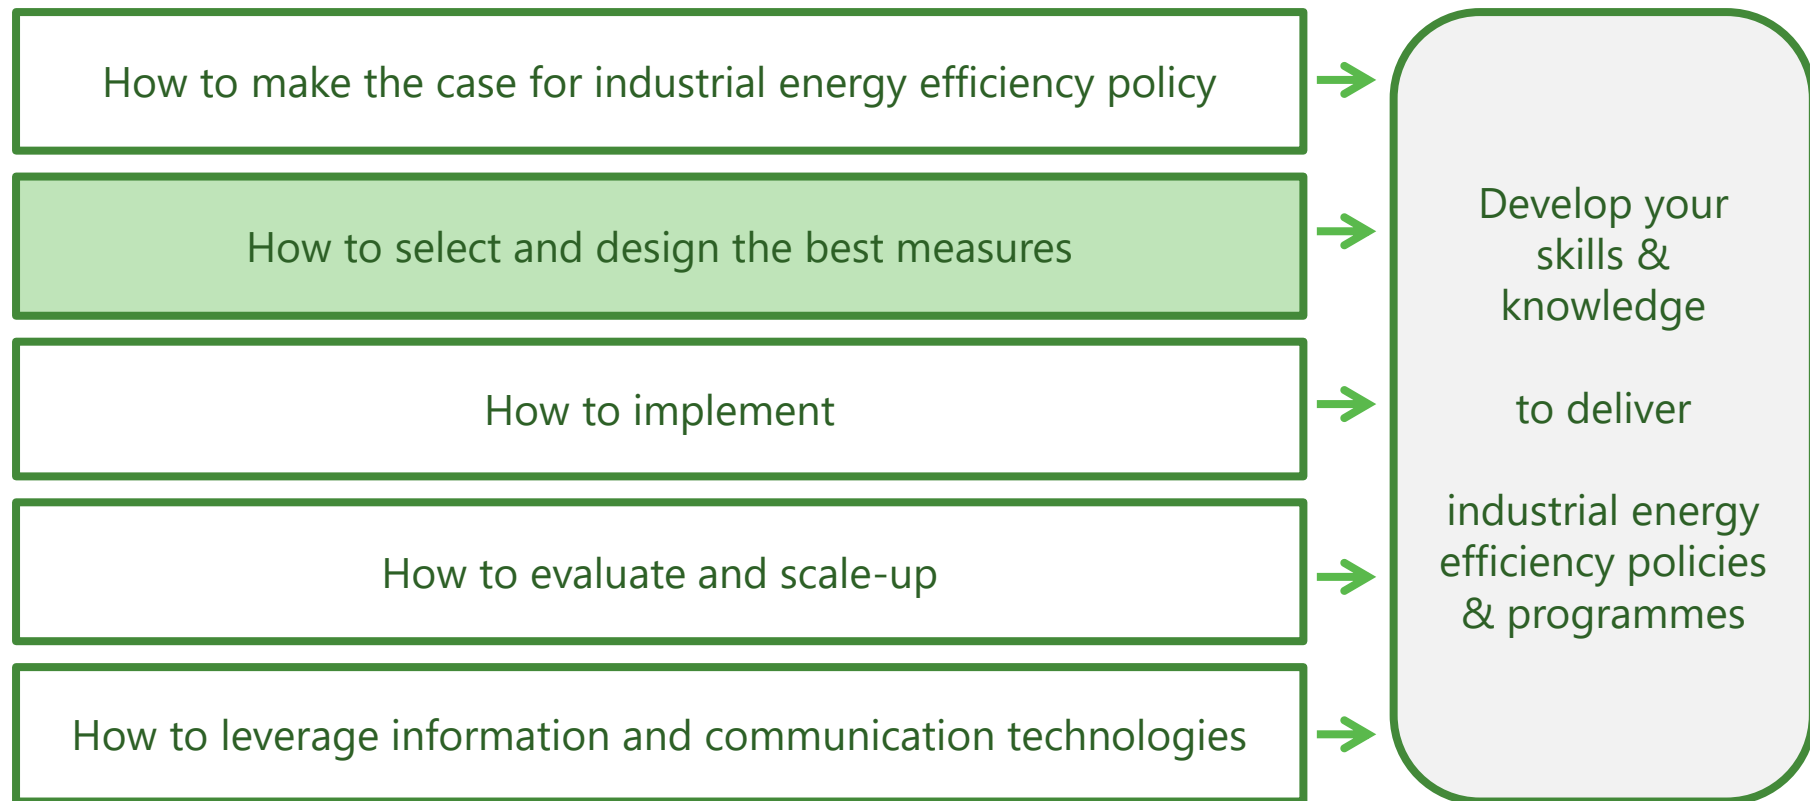 How to make the case for industrial energy efficiency policy
How to select and design the best measures
How to implement
How to evaluate and scale-up
How to leverage information and communication technologies
Develop your
skills &
knowledge
to deliver
industrial energy
efficiency policies
& programmes